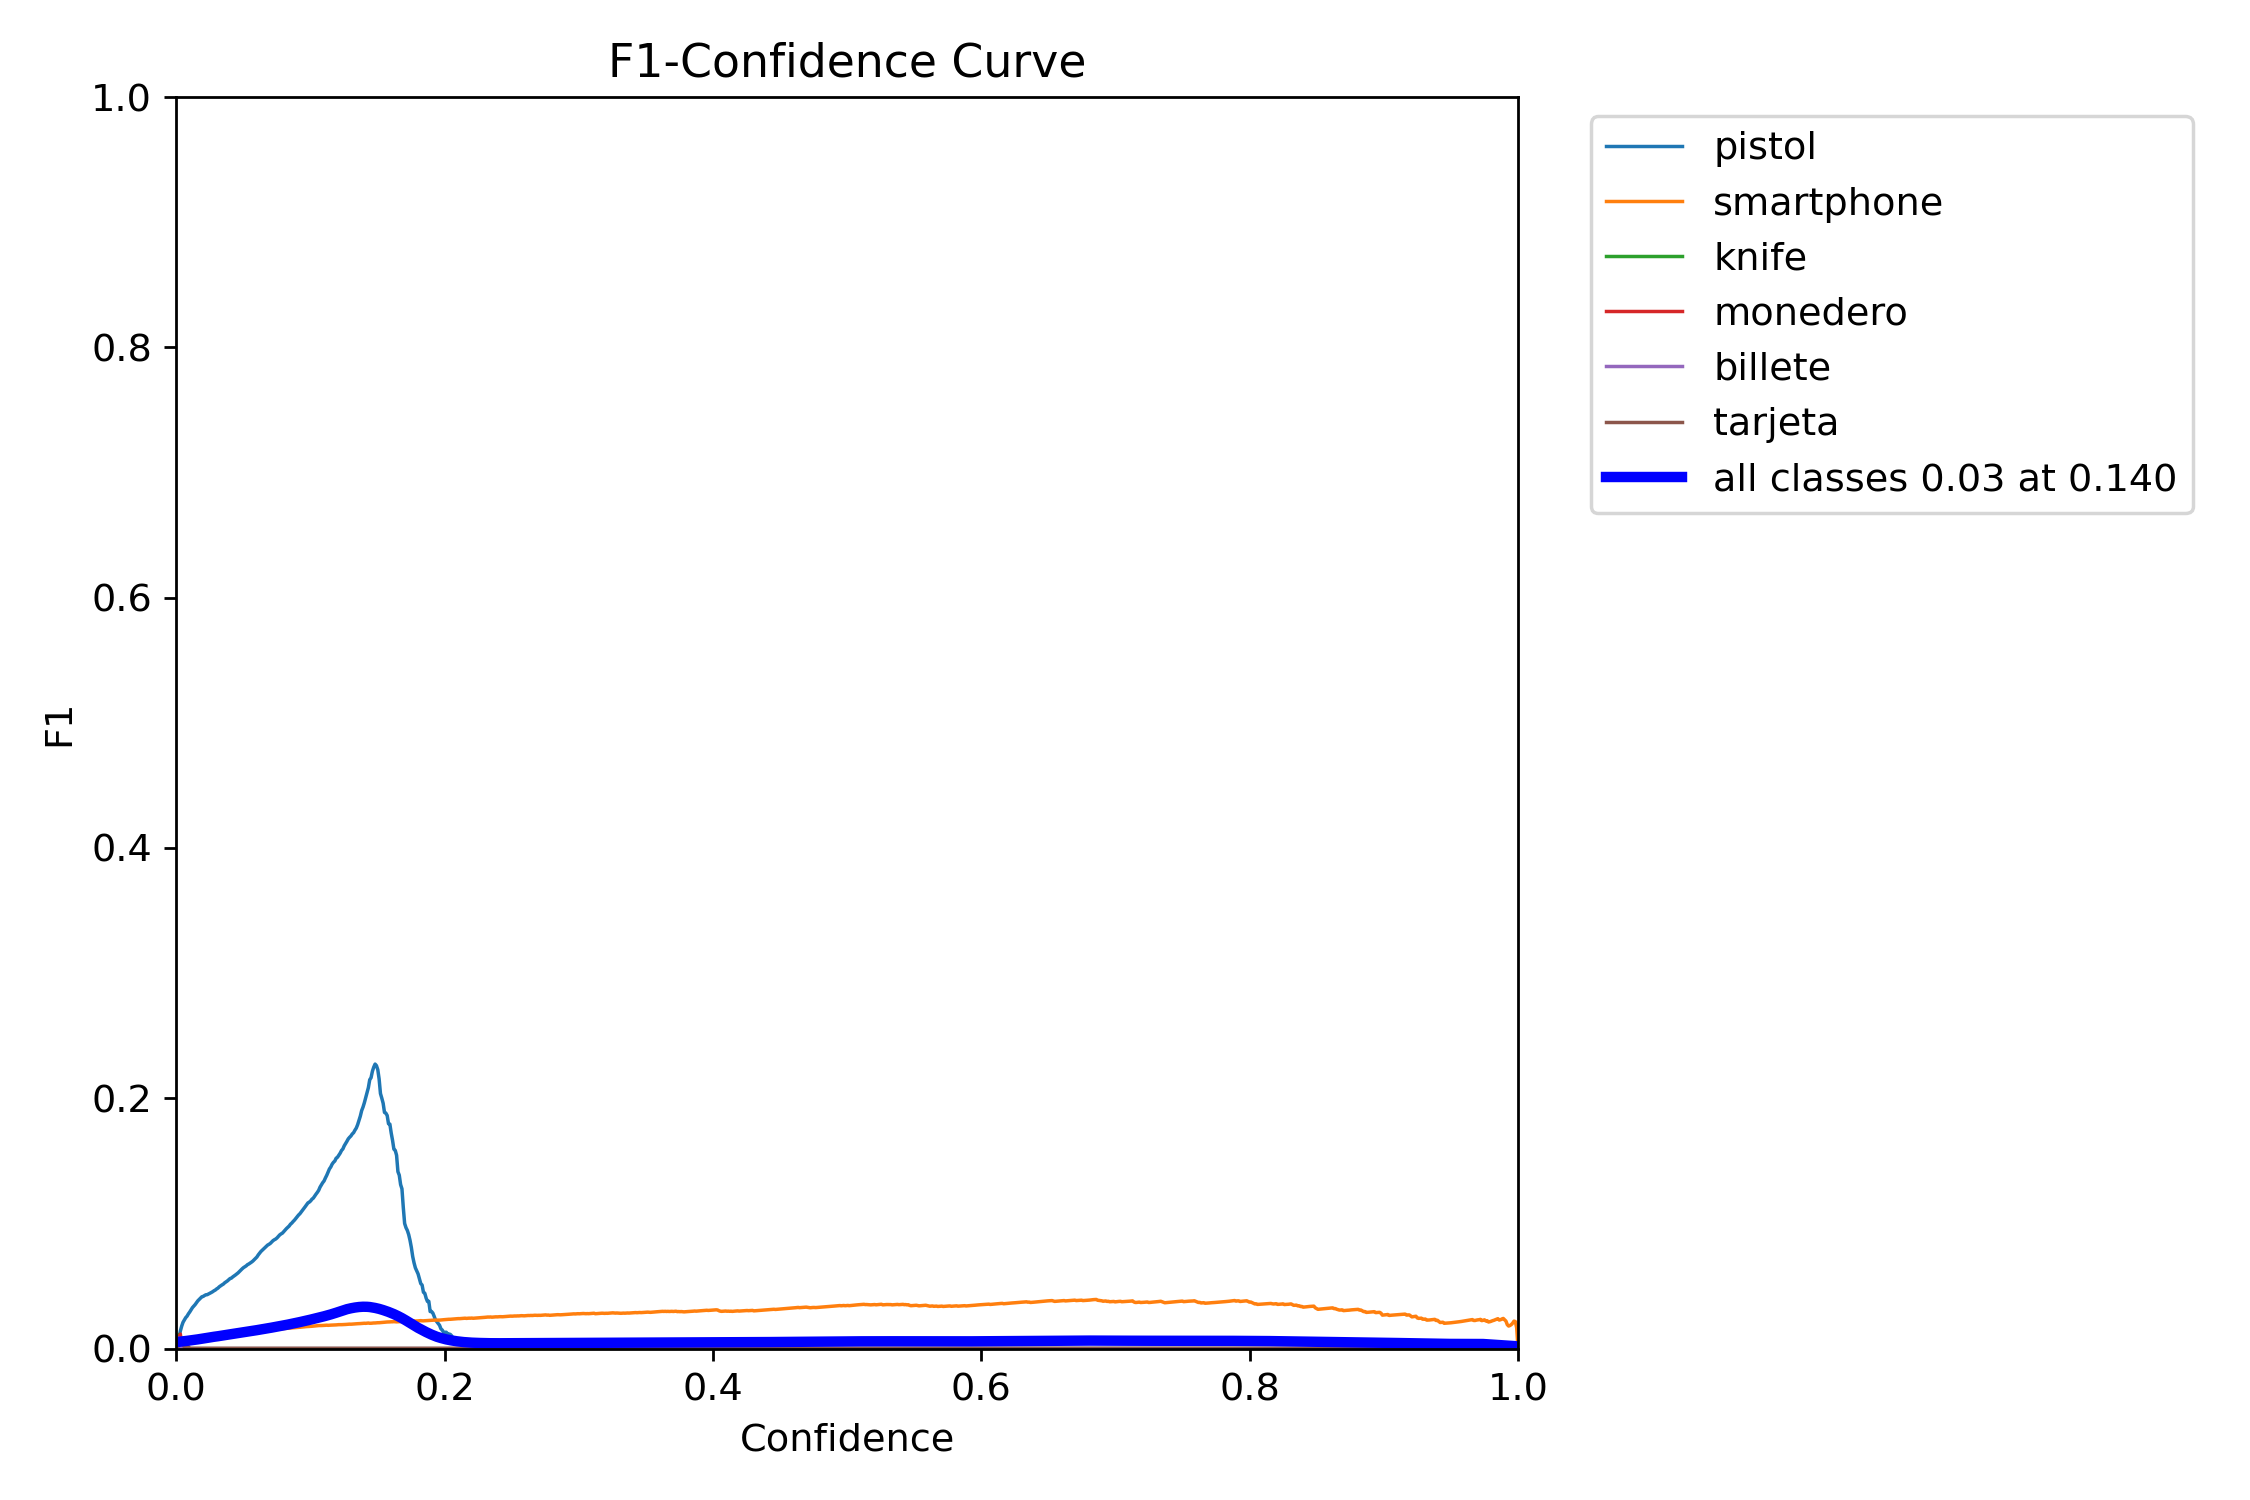 F1-Confidence Curve
1.0
0.8
0.6
0.4
0.2
0.0
F1
0.0 0.2 0.4 0.6 0.8 1.0
Confidence
pistol
smartphone
knife
monedero
billete
tarjeta
all classes 0.03 at 0.140